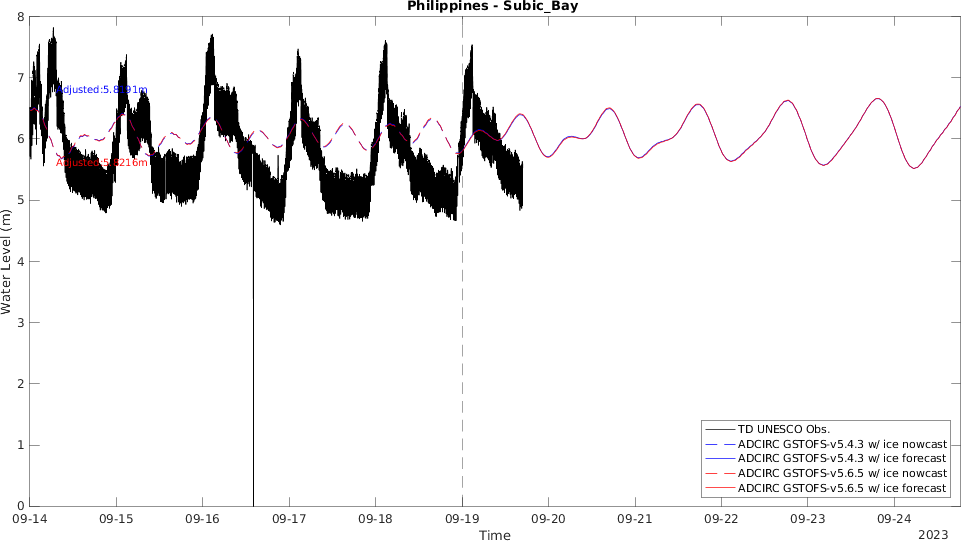 Philippines - Subic_Bay
Water Level (m)
8
7
6
5
4
3
2
1
0
Adjusted:5.8191m
Adjusted:5.8216m
TD UNESCO Obs.
ADCIRC GSTOFS-v5.4.3 w/ ice nowcast
ADCIRC GSTOFS-v5.4.3 w/ ice forecast
ADCIRC GSTOFS-v5.6.5 w/ ice nowcast
ADCIRC GSTOFS-v5.6.5 w/ ice forecast
09-14 09-15 09-16 09-17 09-18 09-19 09-20 09-21 09-22 09-23 09-24
Time
2023